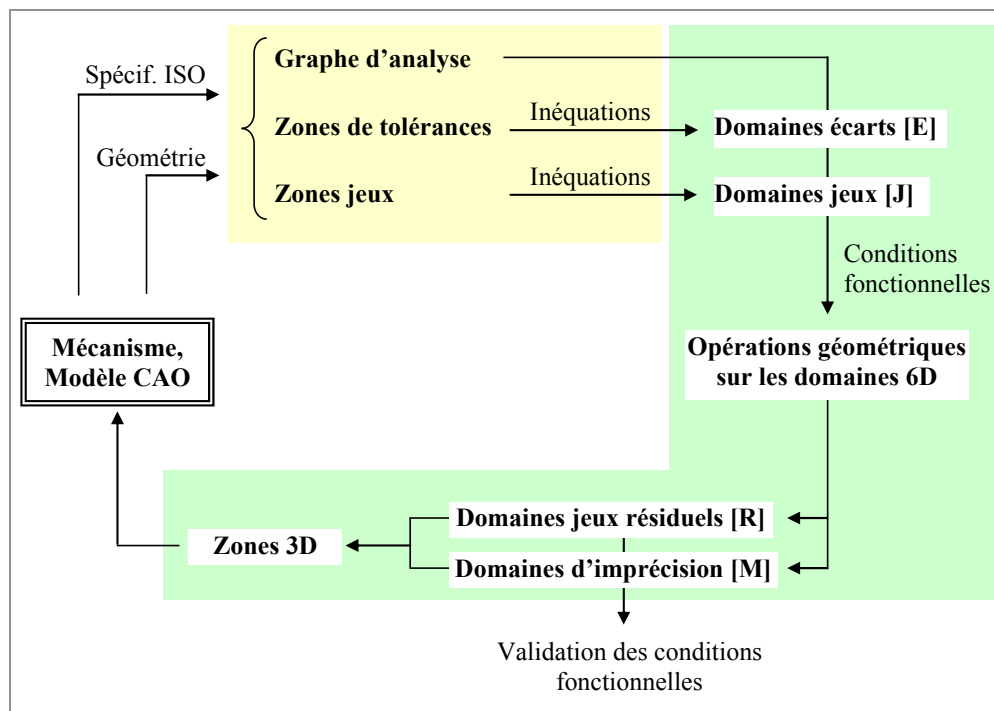 Graphe d’analyse
Spécif. ISO
Zones de tolérances
Inéquations
Domaines écarts [E]
Géométrie
Zones jeux
Inéquations
Domaines jeux [J]
Conditions
fonctionnelles
Mécanisme,
Modèle CAO
Opérations géométriques
sur les domaines 6D
Domaines jeux résiduels [R]
Zones 3D
Domaines d’imprécision [M]
Validation des conditions
fonctionnelles